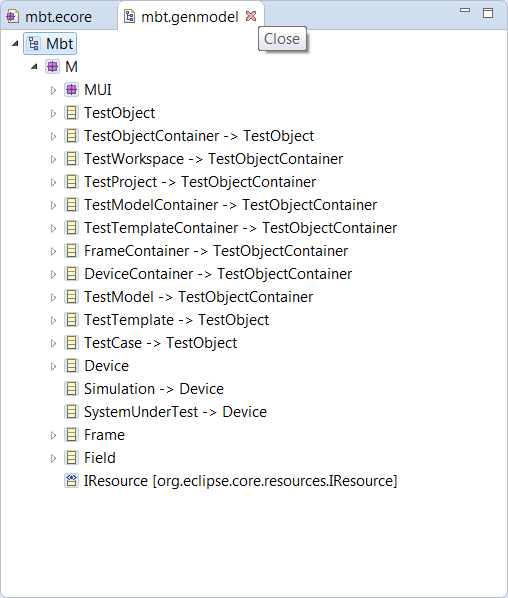 mbt.ecore
mbt.genmodel
Close
Mbt
M
MUI
TestObject
TestObjectContainer -> TestObject
TestWorkspace -> TestObjectContainer
TestProject -> TestObjectContainer
TestModelContainer -> TestObjectContainer
TestTemplateContainer -> TestObjectContainer
FrameContainer -> TestObjectContainer
DeviceContainer -> TestObjectContainer
TestModel -> TestObjectContainer
TestTemplate -> TestObject
TestCase -> TestObject
Device
Simulation -> Device
SystemUnderTest -> Device
Frame
Field
IResource [org.eclipse.core.resources.IResource]